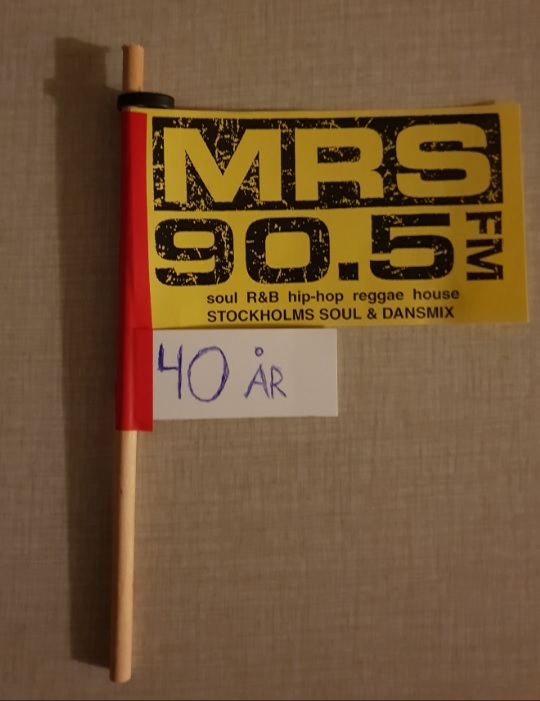 MRS
90.5 FM
soul R&B hip-hop reggae house
STOCKHOLMS SOUL & DANSMIX
40 ÅR